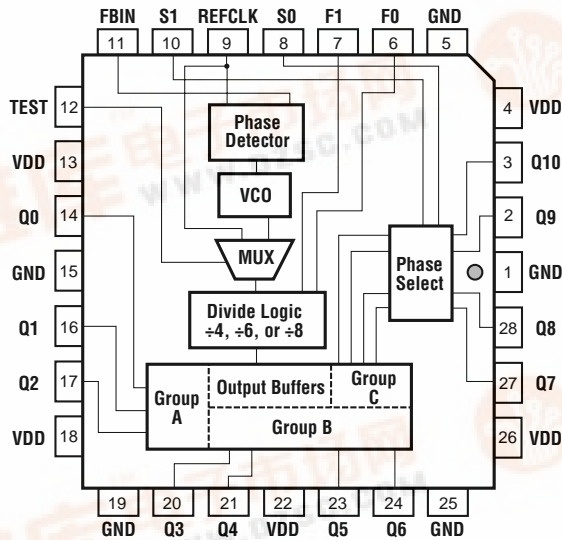 FBIN S1 REFCLK S0 F1 F0 GND
11 10 9 8 7 6 5
TEST 12
VDD 13
Q0 14
GND 15
Q1 16
Q2 17
VDD 18
4 VDD
3 Q10
2 Q9
1 GND
28 Q8
27 Q7
26 VDD
Phase
Detector
VCO
MUX
Divide Logic
÷4, ÷6, or ÷8
Phase
Select
Group
A
Output Buffers
Group
C
Group B
19 20 21 22 23 24 25
GND Q3 Q4 VDD Q5 Q6 GND
WWW.DZSC.COM